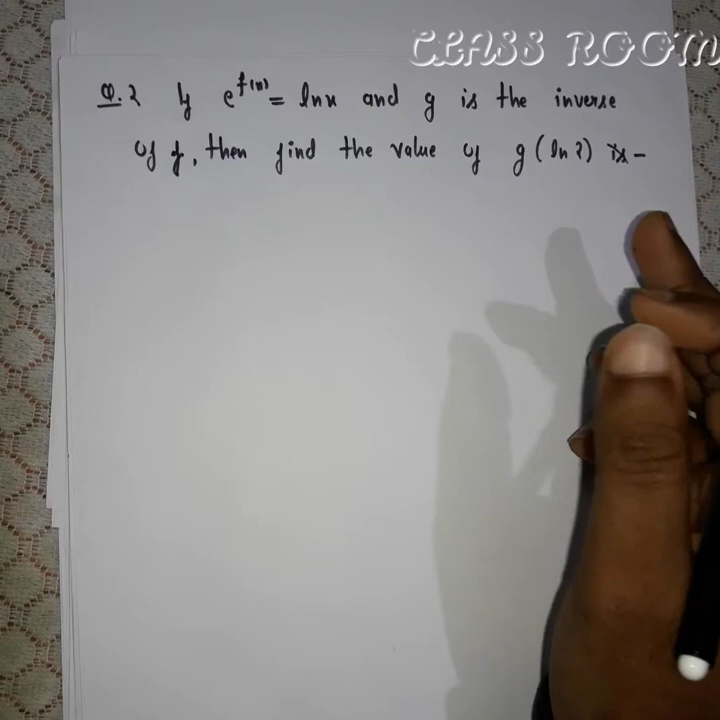 CLASS ROOM
Q.2 If e^f(x) = ln x and g is the inverse
of f, then find the value of g(ln 2) is -